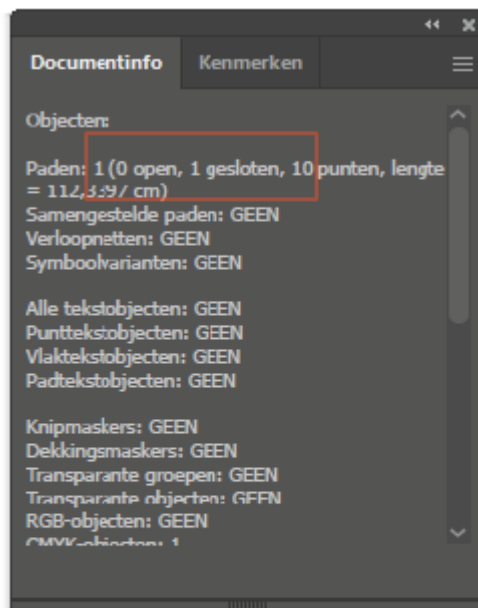 Documentinfo Kenmerken
Objecten:
Paden: 1 (0 open, 1 gesloten, 10 punten, lengte
= 112,3397 cm)
Samengestelde paden: GEEN
Verloopnetten: GEEN
Symboolvarianten: GEEN
Alle tekstobjecten: GEEN
Punttekstobjecten: GEEN
Vlaktekstobjecten: GEEN
Padtekstobjecten: GEEN
Knipmaskers: GEEN
Dekkingsmaskers: GEEN
Transparante groepen: GEEN
Transparante objecten: GEEN
RGB-objecten: GEEN
CMYK-objecten: 1